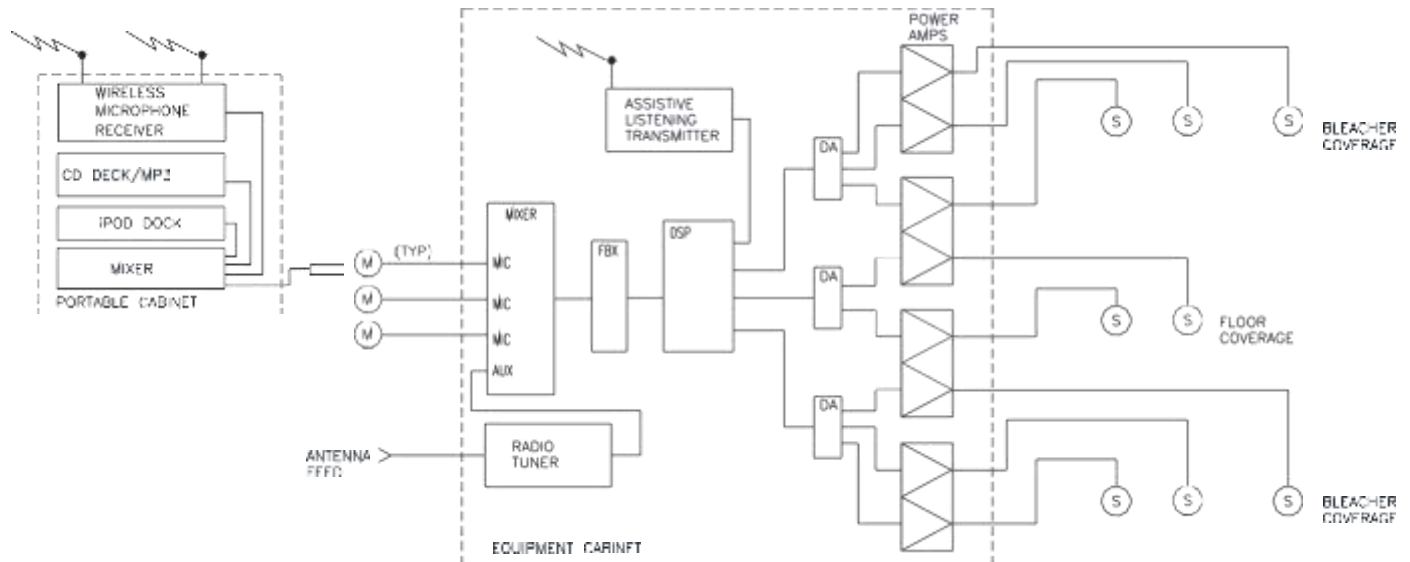 WIRELESS
MICROPHONE
RECEIVER
CD DECK/MP3
iPOD DOCK
MIXER
PORTABLE CABINET
M
(TYP)
M
M
ANTENNA
FEED
ASSISTIVE
LISTENING
TRANSMITTER
MIXER
MIC
MIC
MIC
AUX
FBX
DSP
RADIO
TUNER
EQUIPMENT CABINET
DA
DA
DA
POWER
AMPS
S
S
S
BLEACHER
COVERAGE
S
S
FLOOR
COVERAGE
S
S
S
BLEACHER
COVERAGE